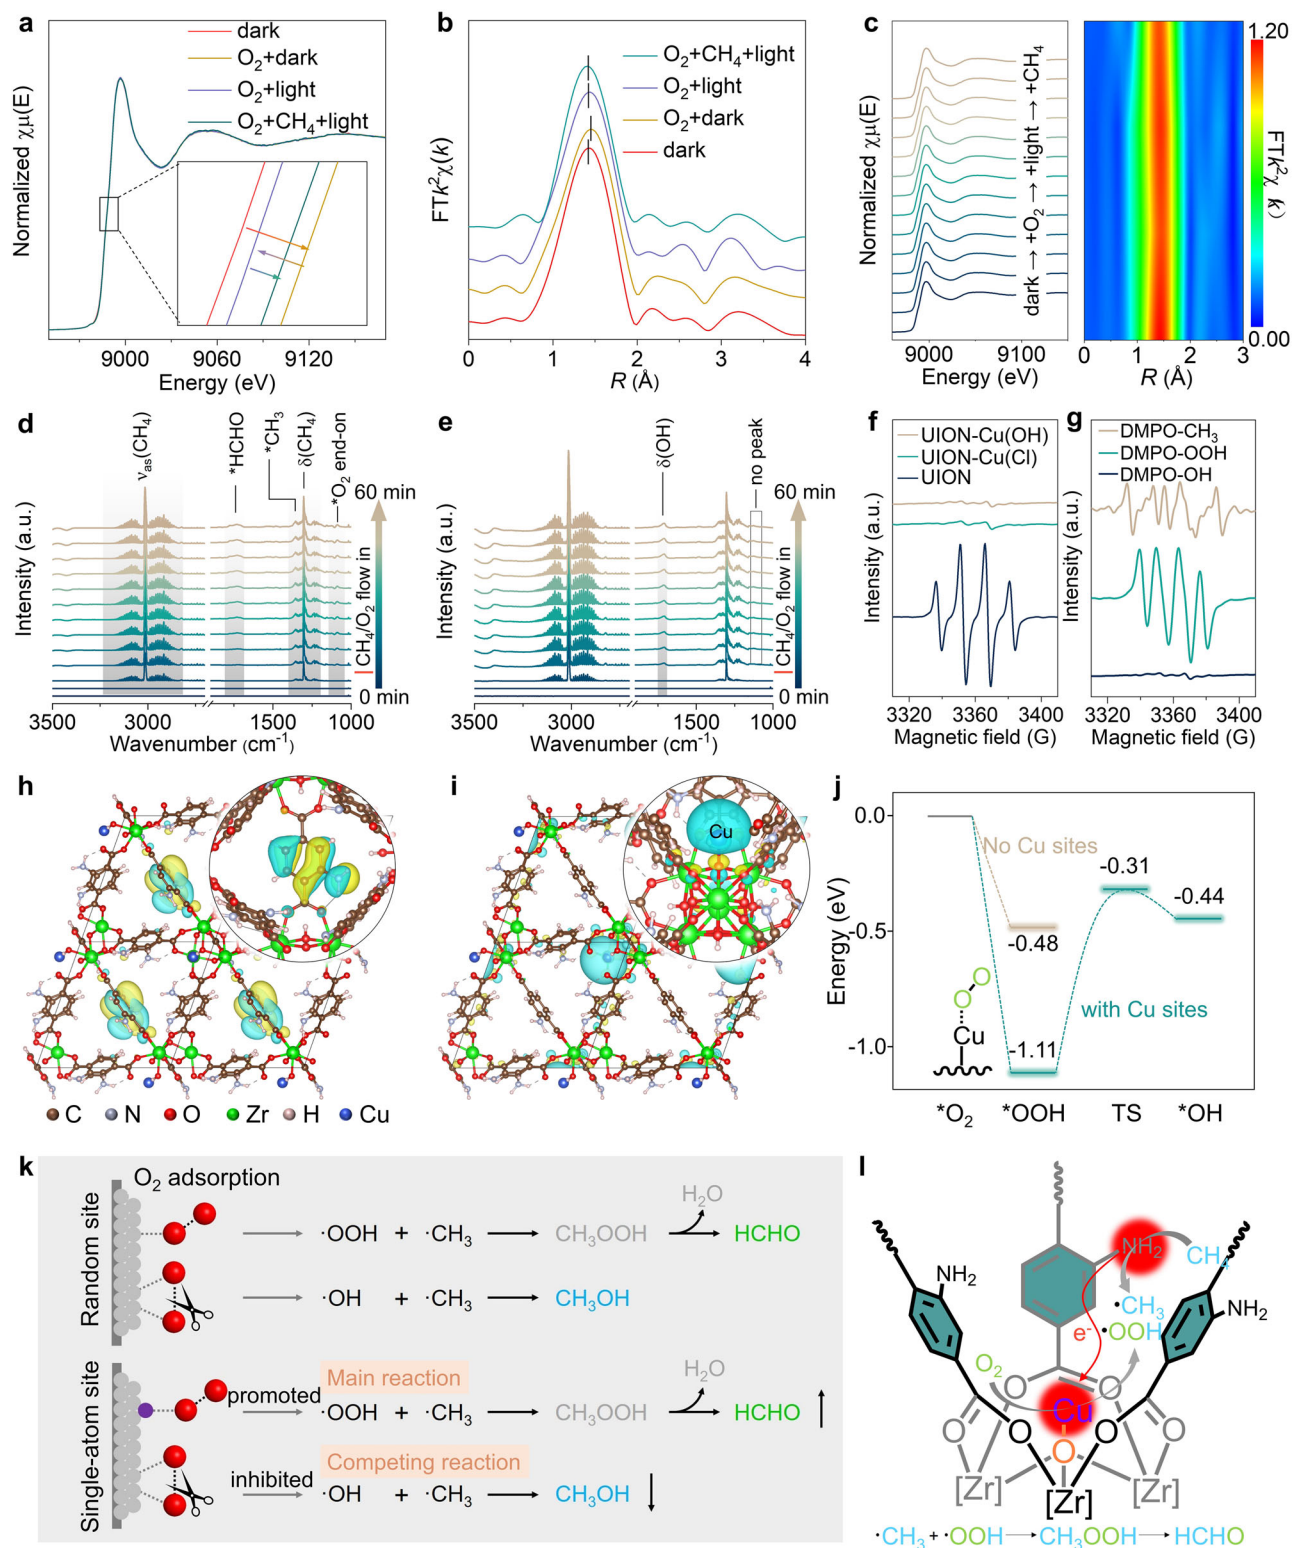 a
dark
O₂+dark
O₂+light
O₂+CH₄+light
Normalized χμ(E)
9000 9060 9120
Energy (eV)
b
O₂+CH₄+light
O₂+light
O₂+dark
dark
FTk²χ(k)
0 1 2 3 4
R (Å)
c
Normalized χμ(E)
dark → +O₂ → +light → +CH₄
9000 9100
Energy (eV)
0 1 2 3
R (Å)
1.20
FTk²χ k)
0.00
d
νas(CH₄)
*HCHO
*CH₃
δ(CH₄)
*O₂ end-on
60 min
CH₄/O₂ flow in
0 min
Intensity (a.u.)
3500 3000 1500 1000
Wavenumber (cm⁻¹)
e
δ(OH)
no peak
60 min
CH₄/O₂ flow in
0 min
Intensity (a.u.)
3500 3000 1500 1000
Wavenumber (cm⁻¹)
f
UION-Cu(OH)
UION-Cu(Cl)
UION
Intensity (a.u.)
3320 3360 3400
Magnetic field (G)
g
DMPO-CH₃
DMPO-OOH
DMPO-OH
Intensity (a.u.)
3320 3360 3400
Magnetic field (G)
h
C N O Zr H Cu
i
Cu
j
0.0
-0.5
-1.0
Energy (eV)
No Cu sites
-0.31
-0.44
-0.48
with Cu sites
-1.11
O
O
Cu
*O₂ *OOH TS *OH
k
O₂ adsorption
Random site
·OOH + ·CH₃ CH₃OOH H₂O HCHO
·OH + ·CH₃ CH₃OH
Single-atom site
Main reaction
promoted
·OOH + ·CH₃ CH₃OOH H₂O HCHO
Competing reaction
inhibited
·OH + ·CH₃ CH₃OH
l
NH₂
CH₄
NH₂
·CH₃
NH₂
e⁻
·OOH
O₂
O O
Cu
O O O O
O
[Zr] [Zr] [Zr]
·CH₃ + ·OOH → CH₃OOH → HCHO